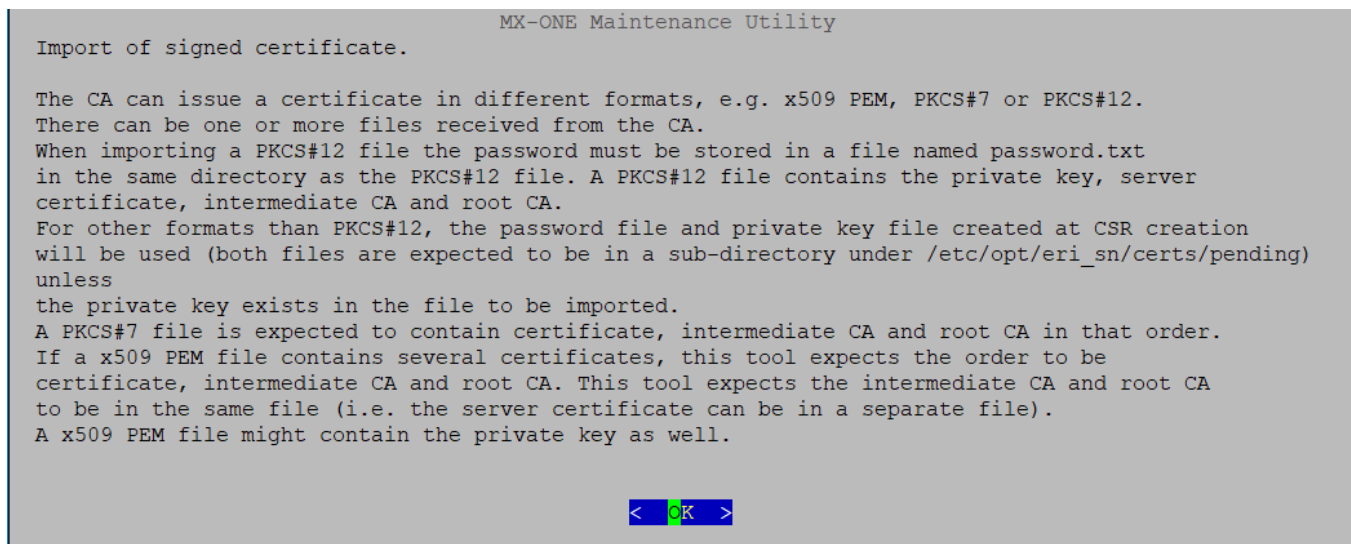 MX-ONE Maintenance Utility
Import of signed certificate.
The CA can issue a certificate in different formats, e.g. x509 PEM, PKCS#7 or PKCS#12.
There can be one or more files received from the CA.
When importing a PKCS#12 file the password must be stored in a file named password.txt
in the same directory as the PKCS#12 file. A PKCS#12 file contains the private key, server
certificate, intermediate CA and root CA.
For other formats than PKCS#12, the password file and private key file created at CSR creation
will be used (both files are expected to be in a sub-directory under /etc/opt/eri_sn/certs/pending)
unless
the private key exists in the file to be imported.
A PKCS#7 file is expected to contain certificate, intermediate CA and root CA in that order.
If a x509 PEM file contains several certificates, this tool expects the order to be
certificate, intermediate CA and root CA. This tool expects the intermediate CA and root CA
to be in the same file (i.e. the server certificate can be in a separate file).
A x509 PEM file might contain the private key as well.
< OK >